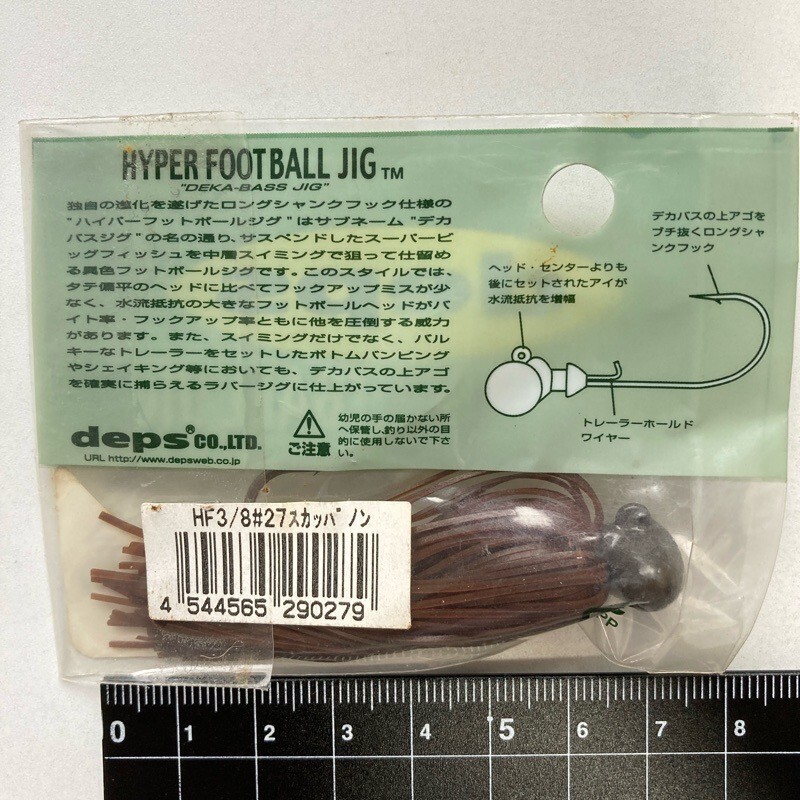 HYPER FOOTBALL JIG TM
"DEKA-BASS JIG"
独自の進化を遂げたロングシャンクフック仕様の
"ハイパーフットボールジグ"はサブネーム"デカ
バスジグ"の名の通り、サスペンドしたスーパービ
ッグフィッシュを中層スイミングで狙って仕留め
る異色フットボールジグです。このスタイルでは、
タテ偏平のヘッドに比べてフックアップミスが少
なく、水流抵抗の大きなフットボールヘッドがバ
イト率・フックアップ率ともに他を圧倒する威力
があります。また、スイミングだけでなく、バル
キーなトレーラーをセットしたボトムバンピング
やシェイキング等においても、デカバスの上アゴ
を確実に捕らえるラバージグに仕上がっています。
デカバスの上アゴを
ブチ抜くロングシャ
ンクフック
ヘッド・センターよりも
後にセットされたアイが
水流抵抗を増幅
トレーラーホールド
ワイヤー
deps® CO.,LTD.
URL http://www.depsweb.co.jp
ご注意
幼児の手の届かない所
へ保管し、釣り以外の目
的に使用しないで下さ
い。
HF3/8#27スカッパノン
4 544565 290279
PP
0 1 2 3 4 5 6 7 8